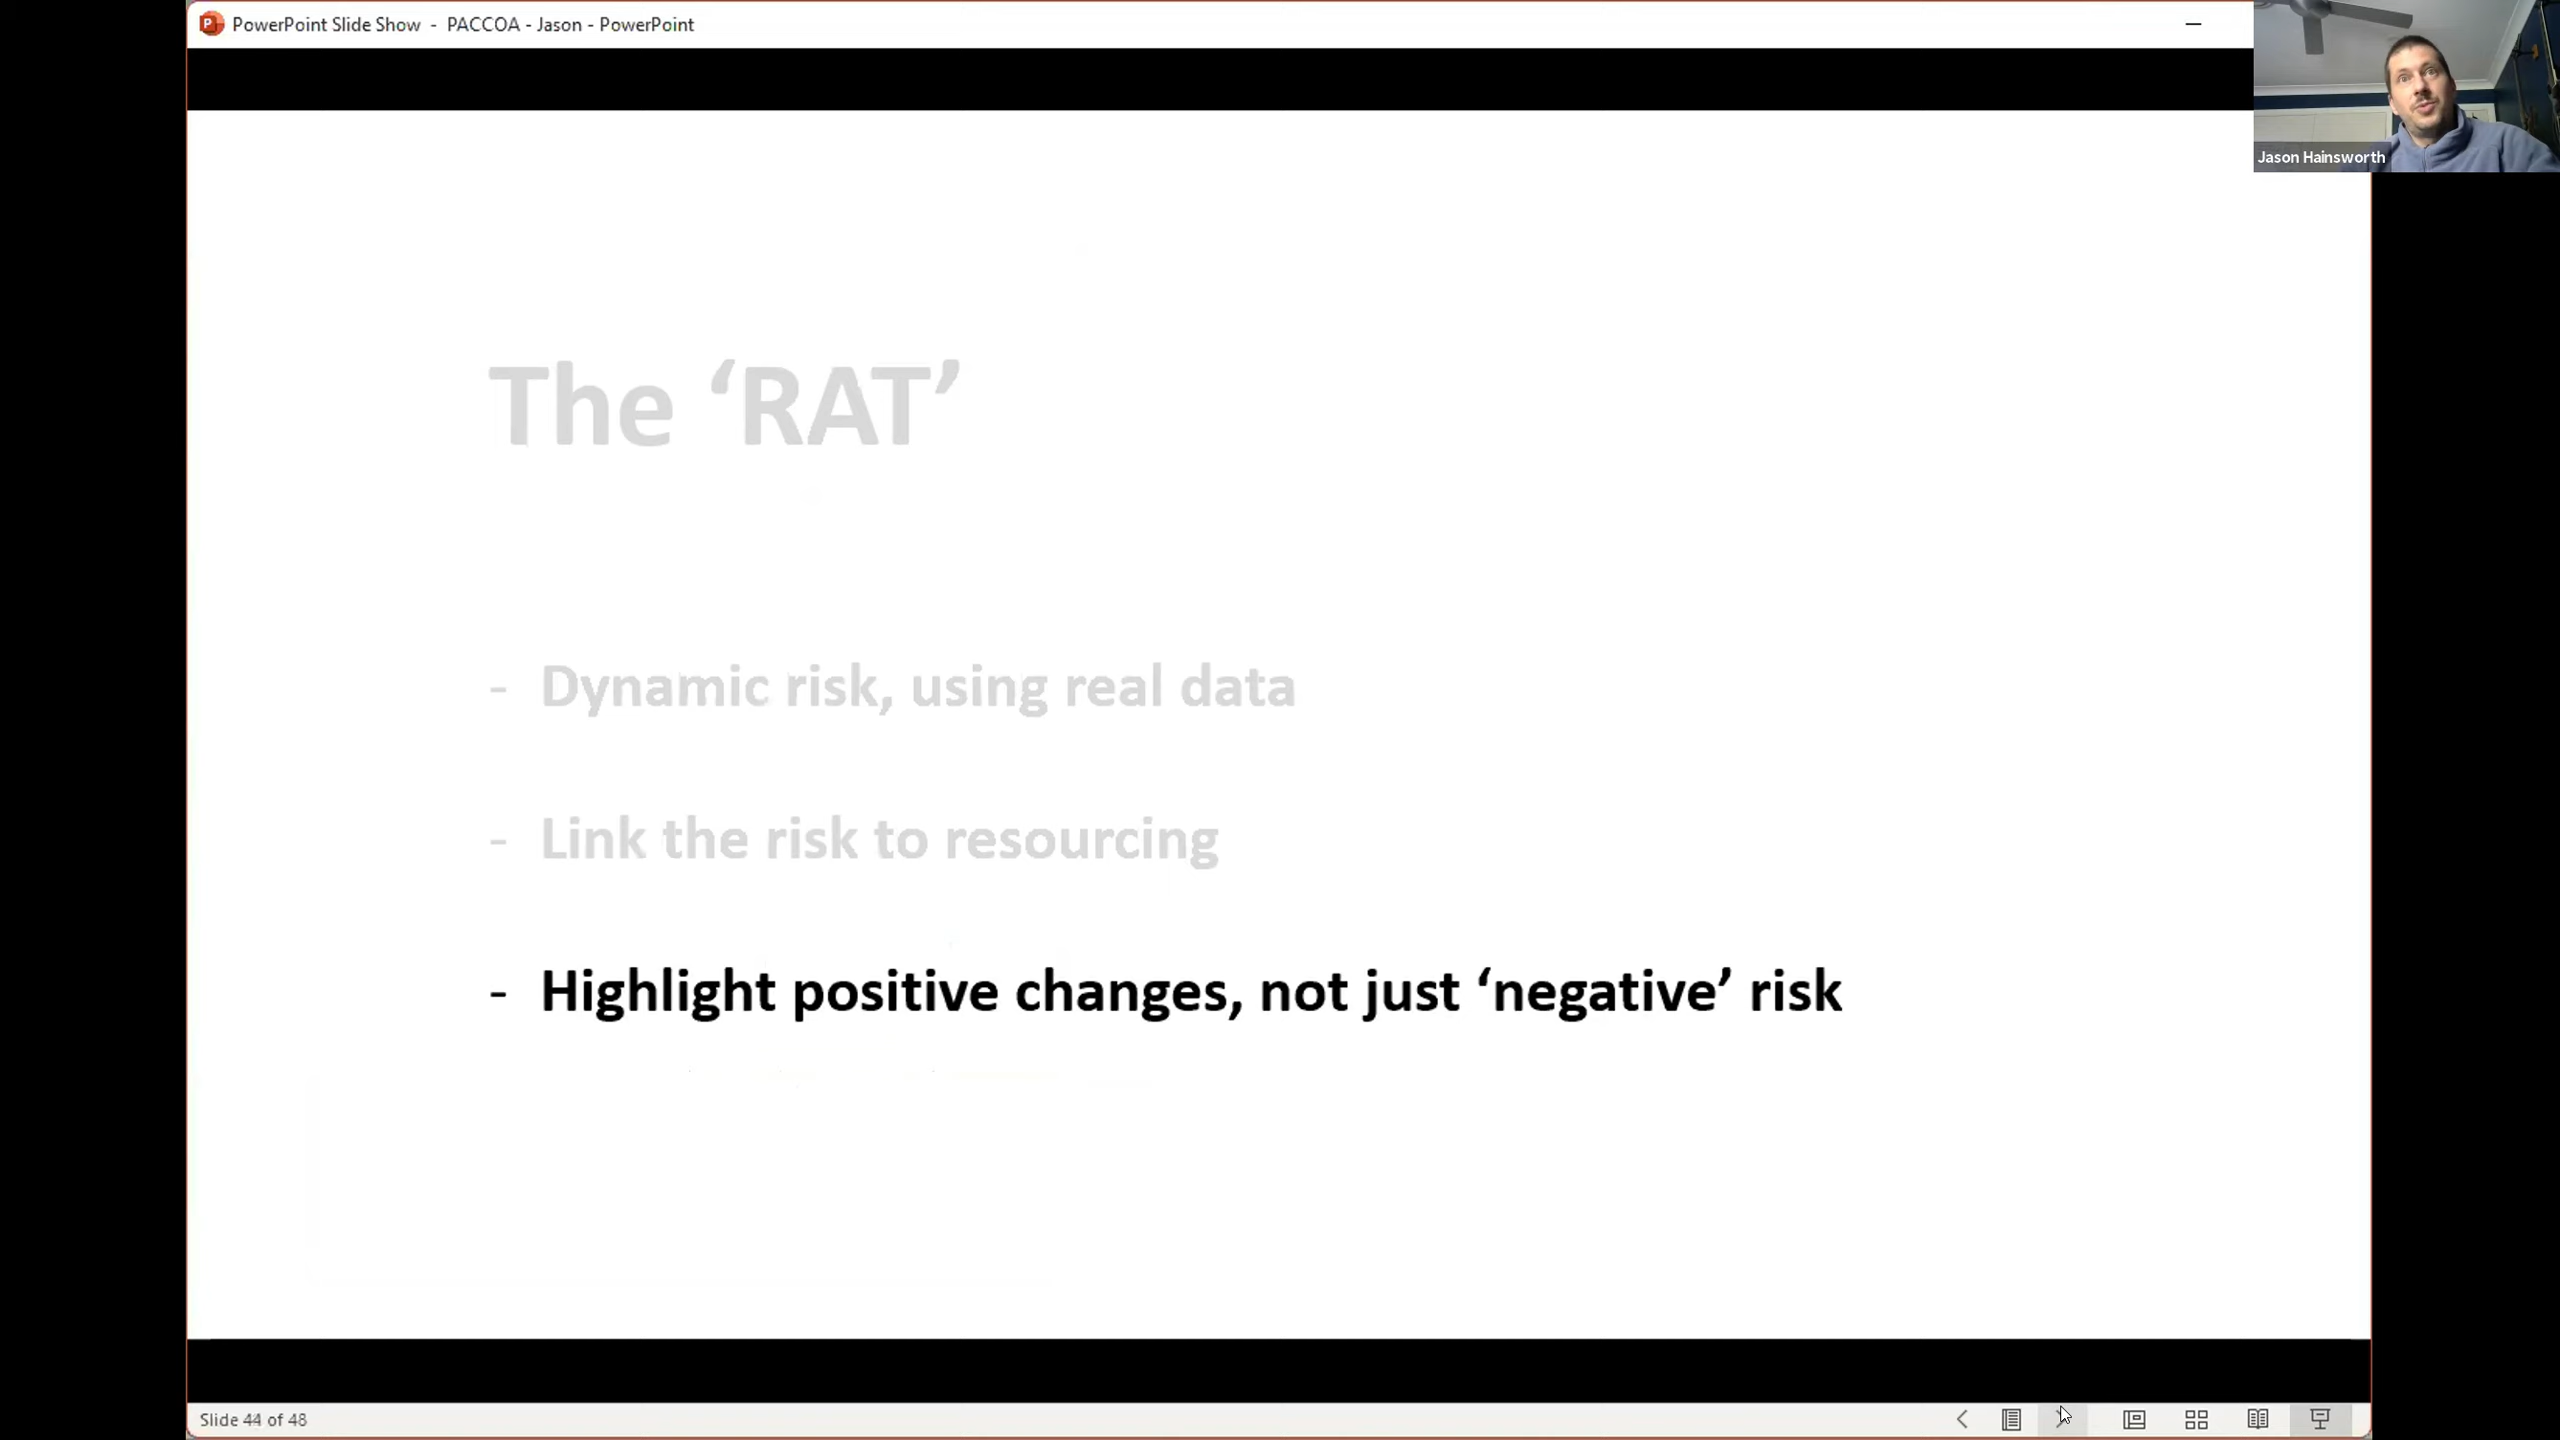 PowerPoint Slide Show - PACCOA - Jason - PowerPoint
Jason Hainsworth
The ‘RAT’
- Dynamic risk, using real data
- Link the risk to resourcing
- Highlight positive changes, not just ‘negative’ risk
Slide 44 of 48